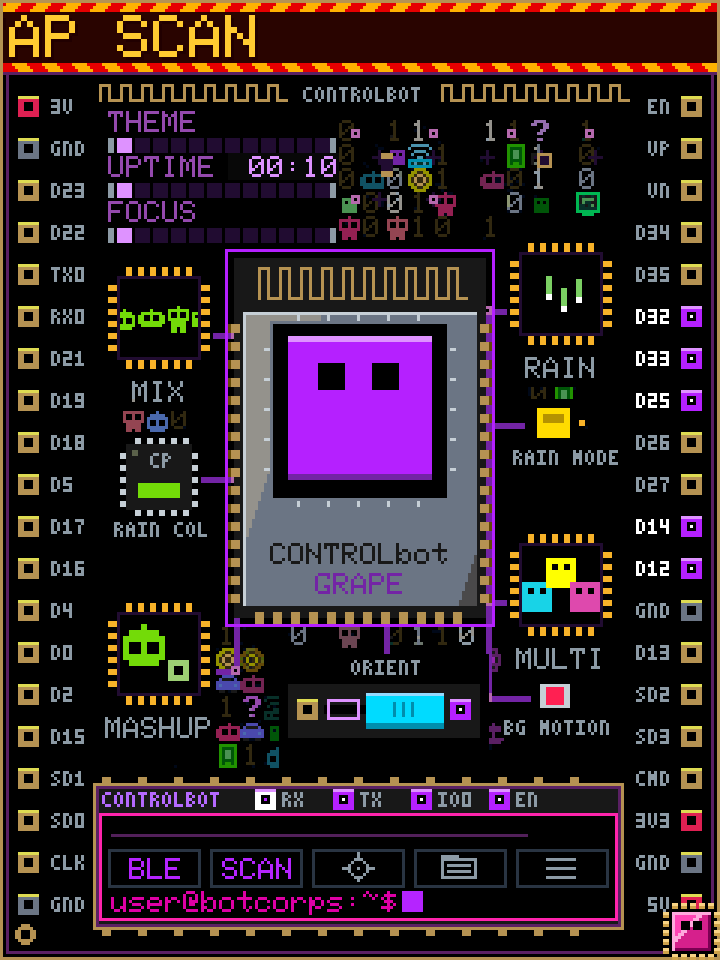 AP SCAN
CONTROLBOT
THEME
UPTIME 00:10
FOCUS
3V
GND
D23
D22
TX0
RX0
D21
D19
D18
D5
D17
D16
D4
D0
D2
D15
SD1
SD0
CLK
GND
MIX
CP
RAIN COL
MASHUP
CONTROLbot
GRAPE
ORIENT
RAIN
RAIN MODE
MULTI
BG MOTION
EN
VP
VN
D34
D35
D32
D33
D25
D26
D27
D14
D12
GND
D13
SD2
SD3
CMD
3V3
GND
5V
CONTROLBOT RX TX IO0 EN
BLE SCAN
user@botcorps:~$